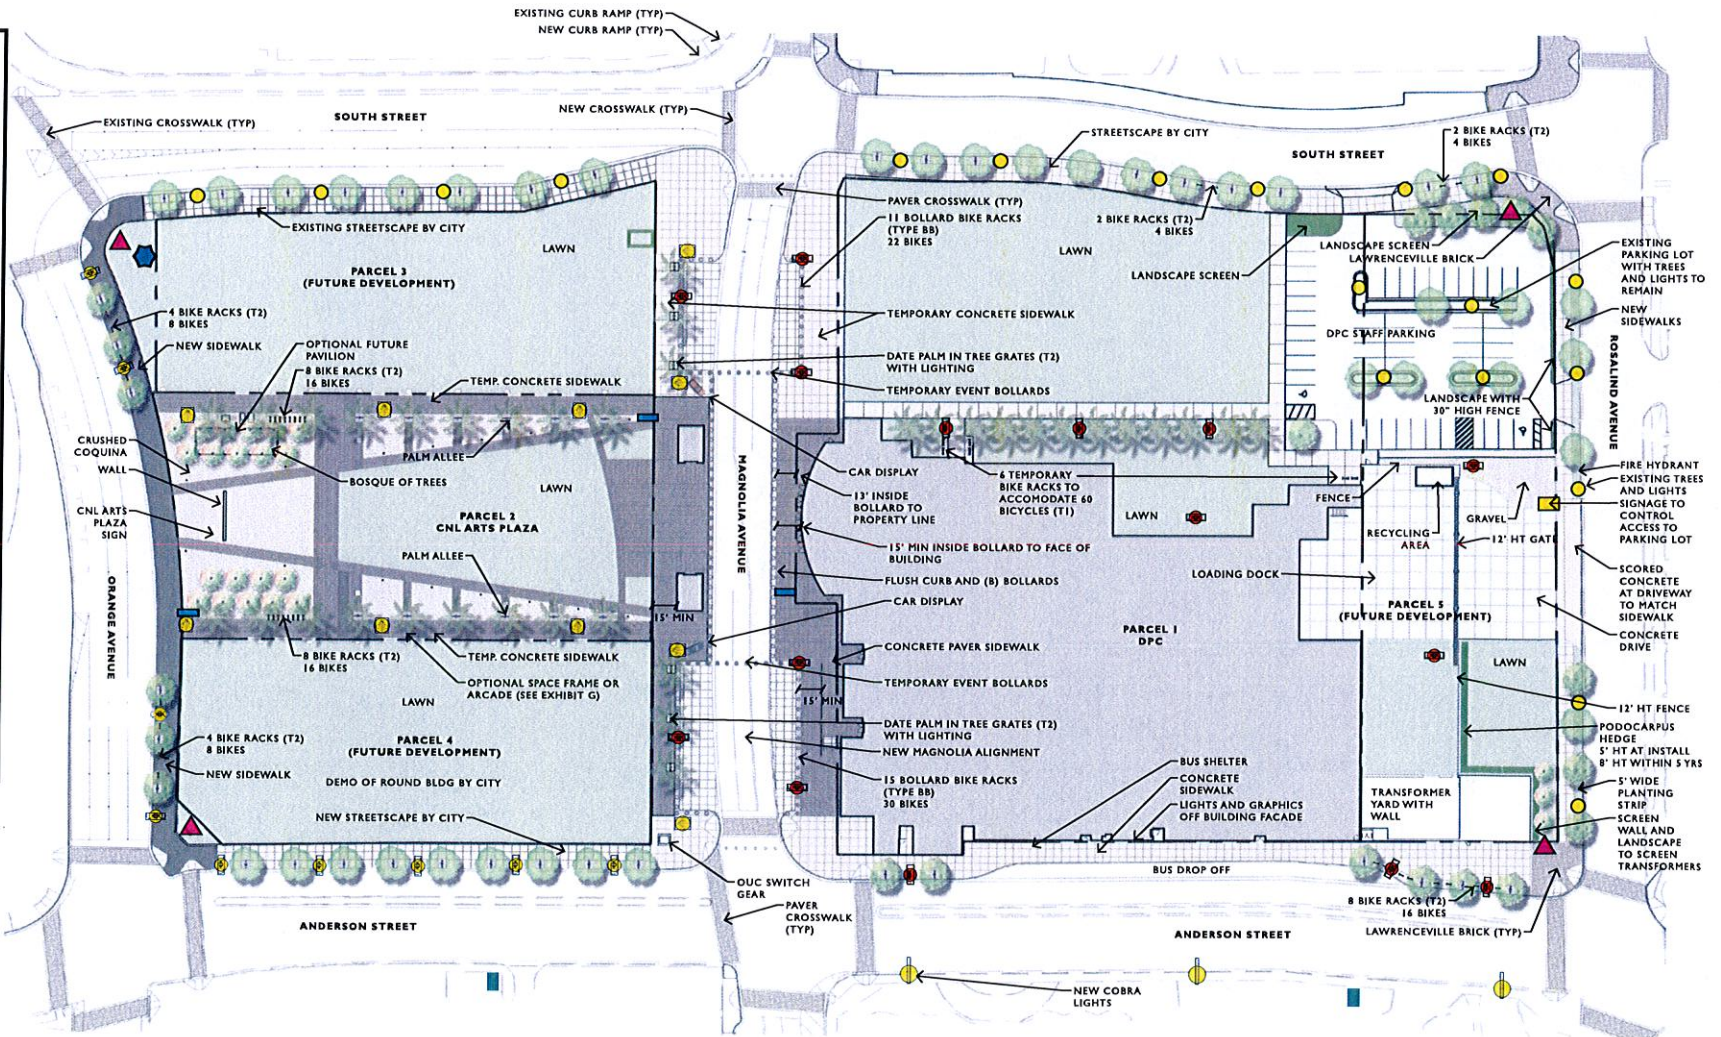 EXISTING CURB RAMP (TYP)
NEW CURB RAMP (TYP)
EXISTING CROSSWALK (TYP)
SOUTH STREET
NEW CROSSWALK (TYP)
STREETSCAPE BY CITY
SOUTH STREET
2 BIKE RACKS (T2)
4 BIKES
EXISTING STREETSCAPE BY CITY
LAWN
PARCEL 3
(FUTURE DEVELOPMENT)
4 BIKE RACKS (T2)
8 BIKES
NEW SIDEWALK
OPTIONAL FUTURE
PAVILION
8 BIKE RACKS (T2)
16 BIKES
TEMP. CONCRETE SIDEWALK
PAVER CROSSWALK (TYP)
11 BOLLARD BIKE RACKS
(TYPE BB)
22 BIKES
2 BIKE RACKS (T2)
4 BIKES
LAWN
LANDSCAPE SCREEN
LANDSCAPE SCREEN
LAWRENCEVILLE BRICK
EXISTING
PARKING LOT
WITH TREES
AND LIGHTS TO
REMAIN
NEW
SIDEWALKS
TEMPORARY CONCRETE SIDEWALK
DPC STAFF PARKING
ROSALIND AVENUE
DATE PALM IN TREE GRATES (T2)
WITH LIGHTING
TEMPORARY EVENT BOLLARDS
LANDSCAPE WITH
30" HIGH FENCE
CRUSHED
COQUINA
WALL
CNL ARTS
PLAZA
SIGN
PALM ALLEE
BOSQUE OF TREES
LAWN
PARCEL 2
CNL ARTS PLAZA
PALM ALLEE
ORANGE AVENUE
MAGNOLIA AVENUE
CAR DISPLAY
13' INSIDE
BOLLARD TO
PROPERTY LINE
6 TEMPORARY
BIKE RACKS TO
ACCOMODATE 60
BICYCLES (T1)
LAWN
FENCE
RECYCLING
AREA
GRAVEL
12' HT GATE
FIRE HYDRANT
EXISTING TREES
AND LIGHTS
SIGNAGE TO
CONTROL
ACCESS TO
PARKING LOT
15' MIN INSIDE BOLLARD TO FACE OF
BUILDING
FLUSH CURB AND (B) BOLLARDS
CAR DISPLAY
LOADING DOCK
PARCEL 5
(FUTURE DEVELOPMENT)
SCORED
CONCRETE
AT DRIVEWAY
TO MATCH
SIDEWALK
CONCRETE
DRIVE
15' MIN
PARCEL 1
DPC
8 BIKE RACKS (T2)
16 BIKES
TEMP. CONCRETE SIDEWALK
OPTIONAL SPACE FRAME OR
ARCADE (SEE EXHIBIT G)
LAWN
CONCRETE PAVER SIDEWALK
TEMPORARY EVENT BOLLARDS
15' MIN
LAWN
12' HT FENCE
PODOCARPUS
HEDGE
5' HT AT INSTALL
8' HT WITHIN 5 YRS
4 BIKE RACKS (T2)
8 BIKES
NEW SIDEWALK
PARCEL 4
(FUTURE DEVELOPMENT)
DEMO OF ROUND BLDG BY CITY
NEW STREETSCAPE BY CITY
DATE PALM IN TREE GRATES (T2)
WITH LIGHTING
NEW MAGNOLIA ALIGNMENT
15 BOLLARD BIKE RACKS
(TYPE BB)
30 BIKES
BUS SHELTER
CONCRETE
SIDEWALK
LIGHTS AND GRAPHICS
OFF BUILDING FACADE
TRANSFORMER
YARD WITH
WALL
5' WIDE
PLANTING
STRIP
SCREEN
WALL AND
LANDSCAPE
TO SCREEN
TRANSFORMERS
OUC SWITCH
GEAR
PAVER
CROSSWALK
(TYP)
BUS DROP OFF
8 BIKE RACKS (T2)
16 BIKES
LAWRENCEVILLE BRICK (TYP)
ANDERSON STREET
ANDERSON STREET
NEW COBRA
LIGHTS